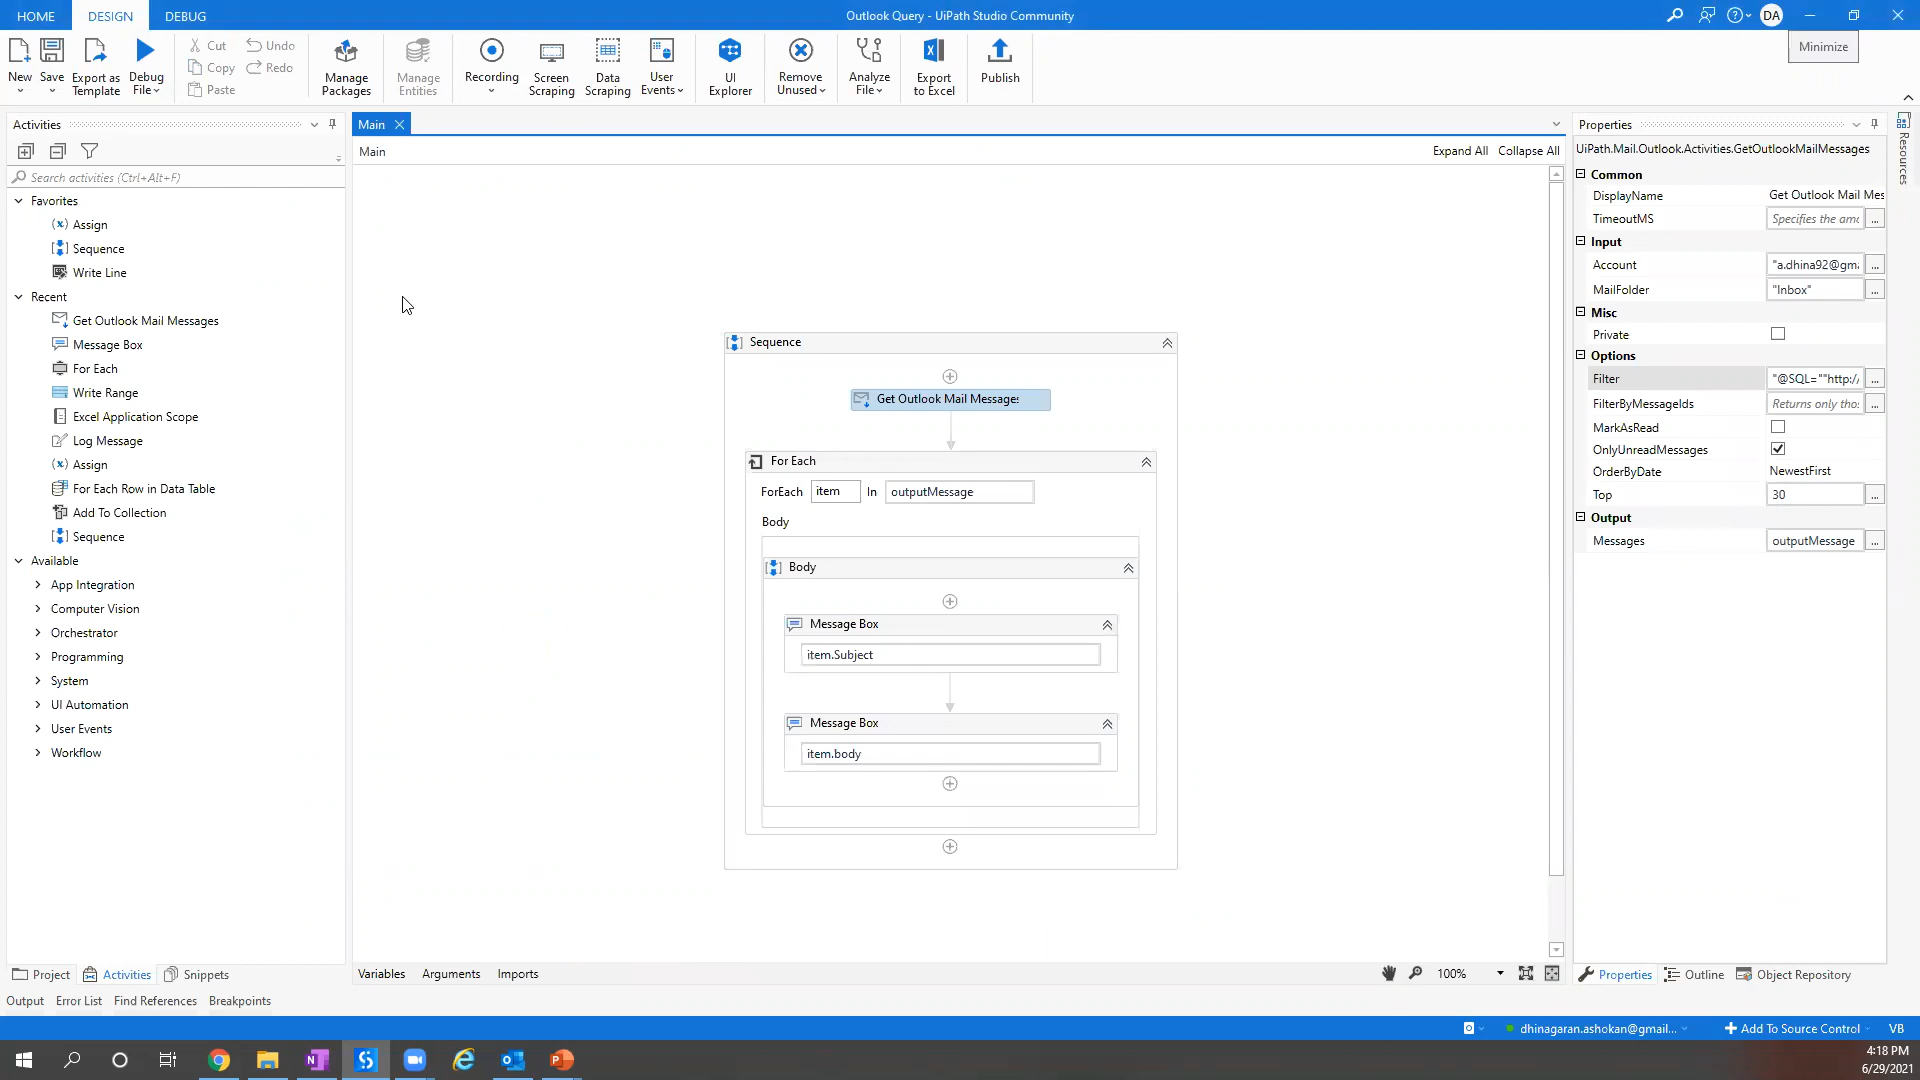 HOME DESIGN DEBUG
Outlook Query - UiPath Studio Community
DA
Minimize
New
Save
Export as Template
Debug File
Cut
Copy
Paste
Undo
Redo
Manage Packages
Manage Entities
Recording
Screen Scraping
Data Scraping
User Events
UI Explorer
Remove Unused
Analyze File
Export to Excel
Publish
Activities
Search activities (Ctrl+Alt+F)
Favorites
Assign
Sequence
Write Line
Recent
Get Outlook Mail Messages
Message Box
For Each
Write Range
Excel Application Scope
Log Message
Assign
For Each Row in Data Table
Add To Collection
Sequence
Available
App Integration
Computer Vision
Orchestrator
Programming
System
UI Automation
User Events
Workflow
Project Activities Snippets
Main
Main
Expand All Collapse All
Sequence
Get Outlook Mail Messages
For Each
ForEach item In outputMessage
Body
Body
Message Box
item.Subject
Message Box
item.body
Variables Arguments Imports
100%
Properties
UiPath.Mail.Outlook.Activities.GetOutlookMailMessages
Common
DisplayName Get Outlook Mail Mes
TimeoutMS Specifies the amo ...
Input
Account "a.dhina92@gma ...
MailFolder "Inbox" ...
Misc
Private
Options
Filter "@SQL=""http:// ...
FilterByMessageIds Returns only tho ...
MarkAsRead
OnlyUnreadMessages
OrderByDate NewestFirst
Top 30 ...
Output
Messages outputMessage ...
Properties Outline Object Repository
Resources
Output Error List Find References Breakpoints
dhinagaran.ashokan@gmail... Add To Source Control VB
4:18 PM
6/29/2021